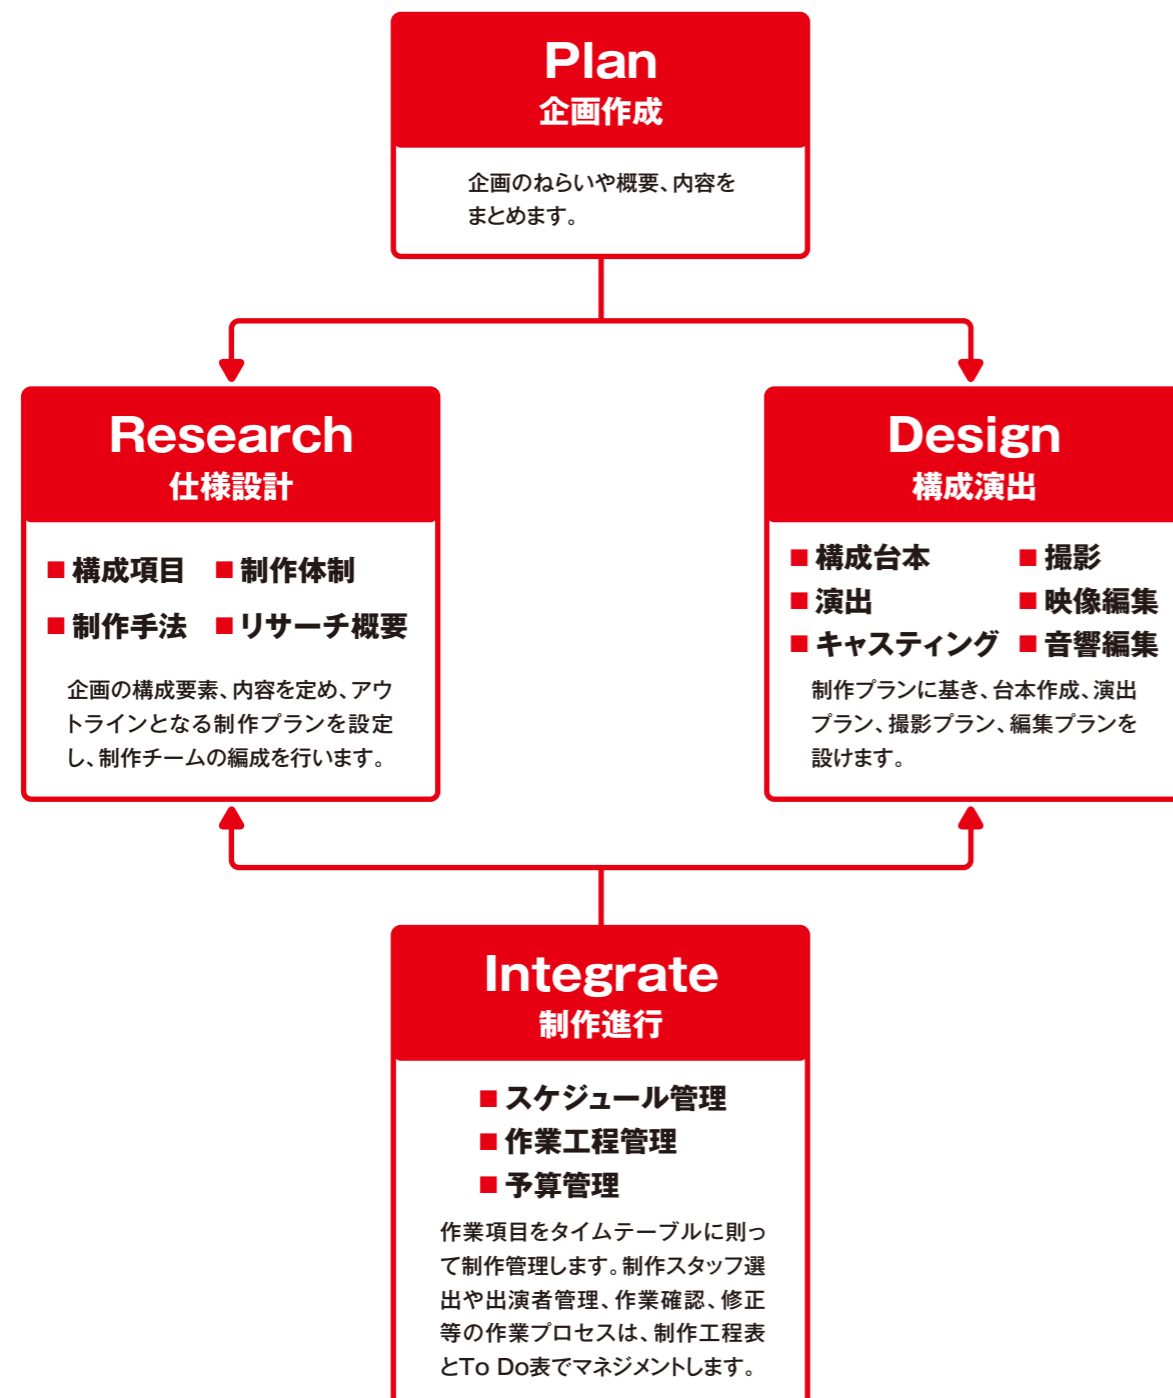 Plan
企画作成
企画のねらいや概要、内容を
まとめます。
Research
仕様設計
■ 構成項目 ■ 制作体制
■ 制作手法 ■ リサーチ概要
企画の構成要素、内容を定め、アウ
トラインとなる制作プランを設定
し、制作チームの編成を行います。
Design
構成演出
■ 構成台本 ■ 撮影
■ 演出 ■ 映像編集
■ キャスティング ■ 音響編集
制作プランに基き、台本作成、演出
プラン、撮影プラン、編集プランを
設けます。
Integrate
制作進行
■ スケジュール管理
■ 作業工程管理
■ 予算管理
作業項目をタイムテーブルに則っ
て制作管理します。制作スタッフ選
出や出演者管理、作業確認、修正
等の作業プロセスは、制作工程表
とTo Do表でマネジメントします。